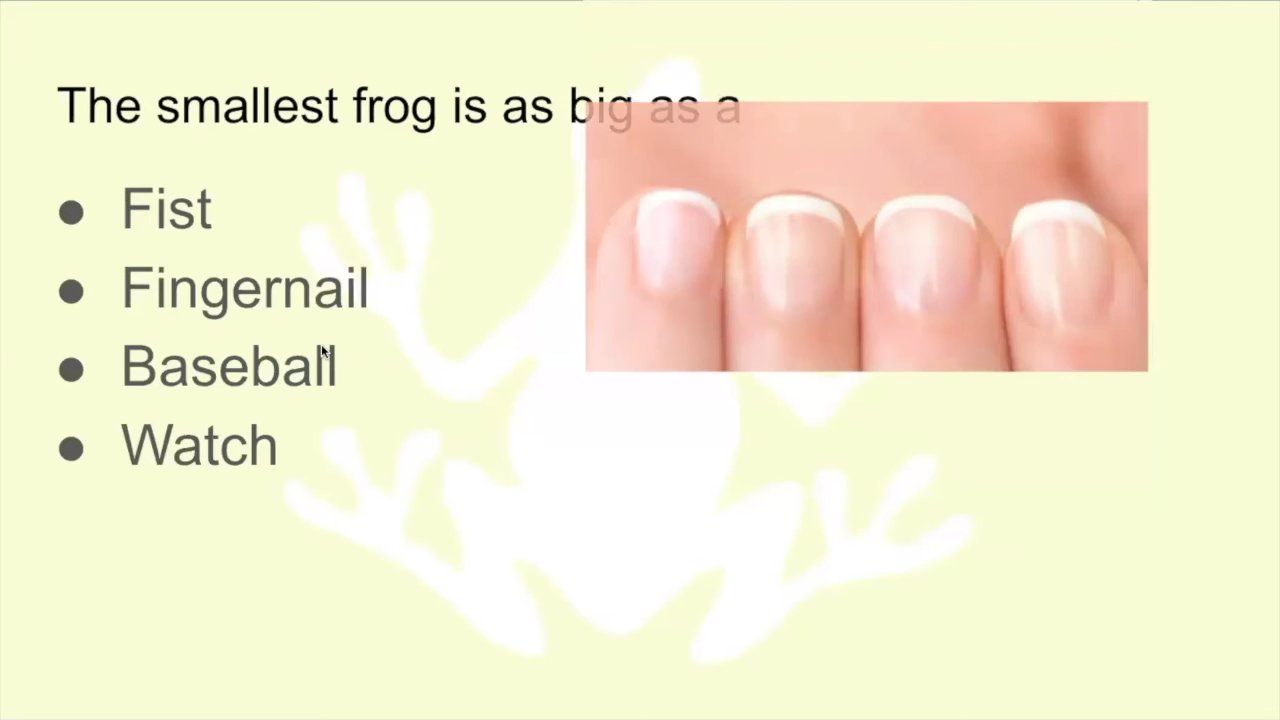 The smallest frog is as big as a
Fist
Fingernail
Baseball
Watch